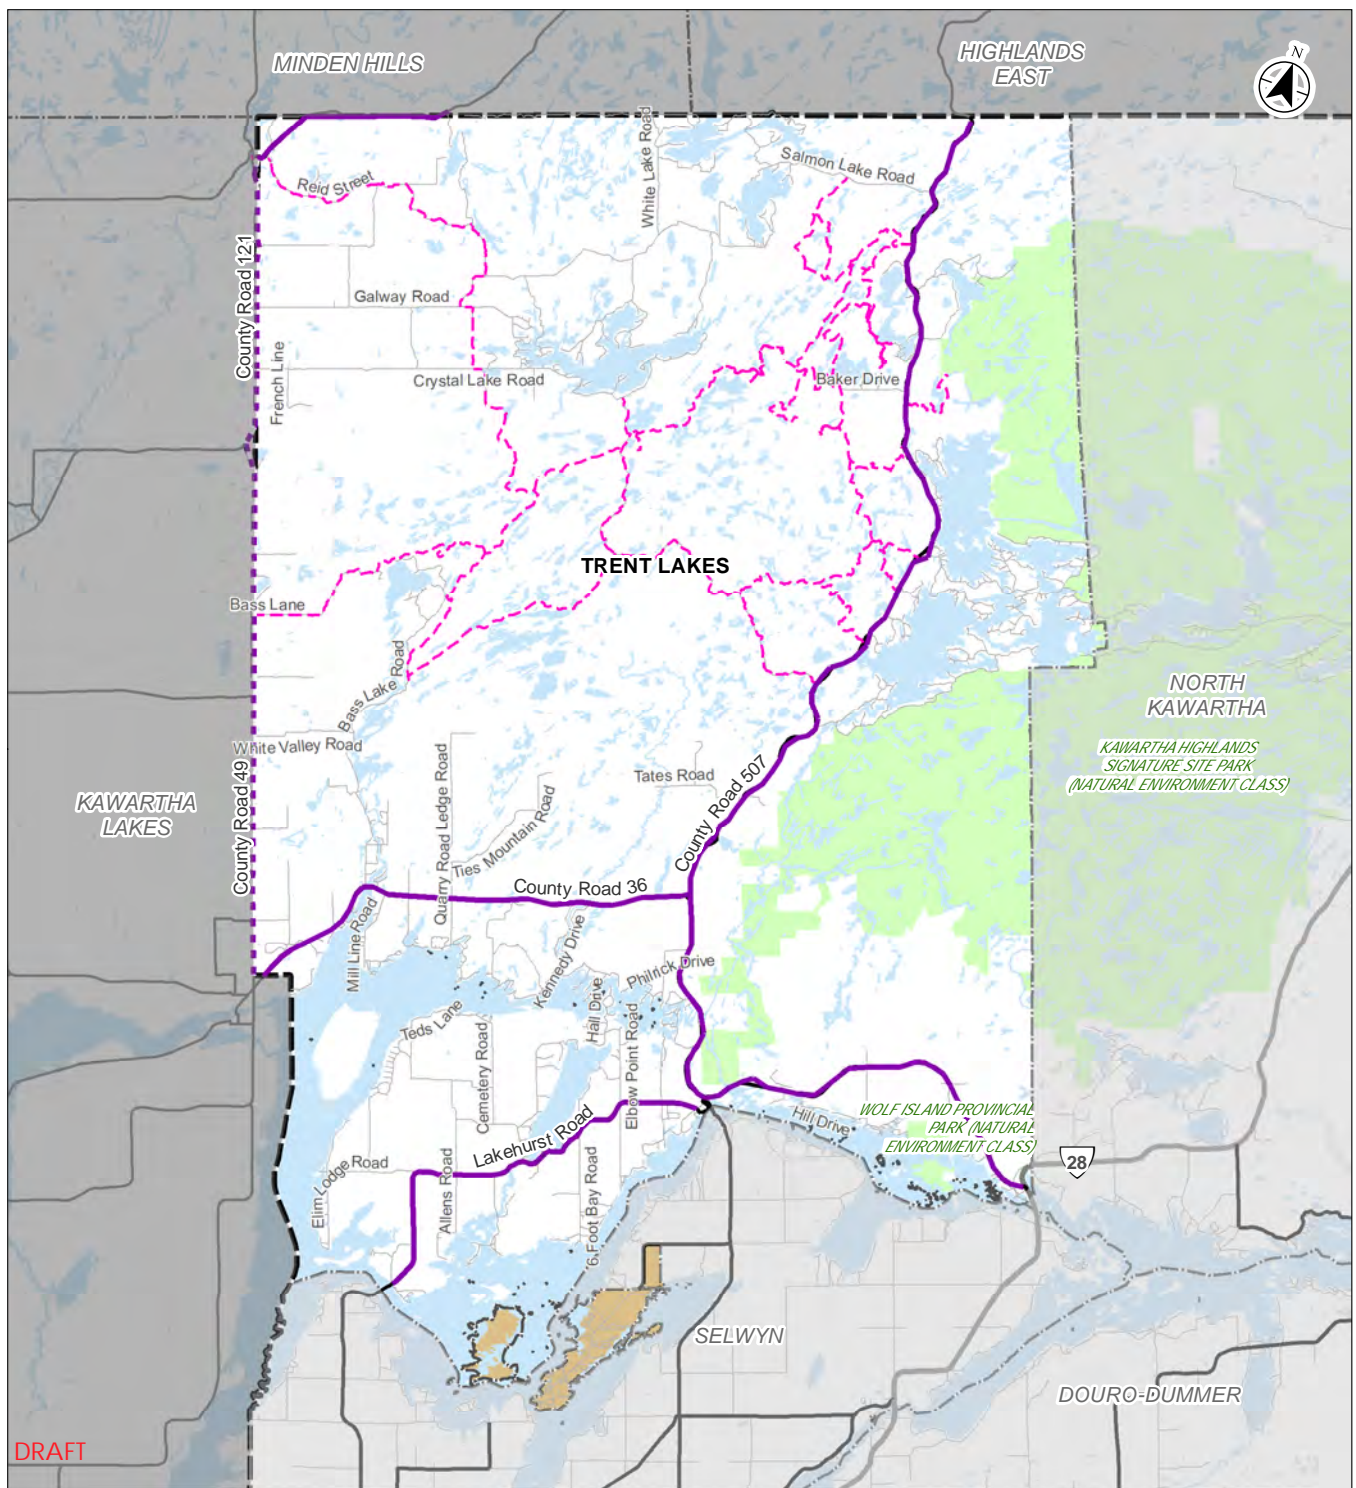 MINDEN HILLS
HIGHLANDS
EAST
N
White Lake Road
Salmon Lake Road
Reid Street
County Road 121
Galway Road
French Line
Crystal Lake Road
Baker Drive
TRENT LAKES
Bass Lane
Bass Lake Road
White Valley Road
NORTH
KAWARTHA
KAWARTHA HIGHLANDS
SIGNATURE SITE PARK
(NATURAL ENVIRONMENT CLASS)
KAWARTHA
LAKES
County Road 49
Quarry Road Ledge Road
Ties Mountain Road
Tates Road
County Road 507
County Road 36
Mill Line Road
Kennedy Drive
Philrick Drive
Teds Lane
Hall Drive
Cemetery Road
Elbow Point Road
Lakehurst Road
Hill Drive
WOLF ISLAND PROVINCIAL
PARK (NATURAL
ENVIRONMENT CLASS)
28
Elim Lodge Road
Allens Road
6 Foot Bay Road
SELWYN
DOURO-DUMMER
DRAFT